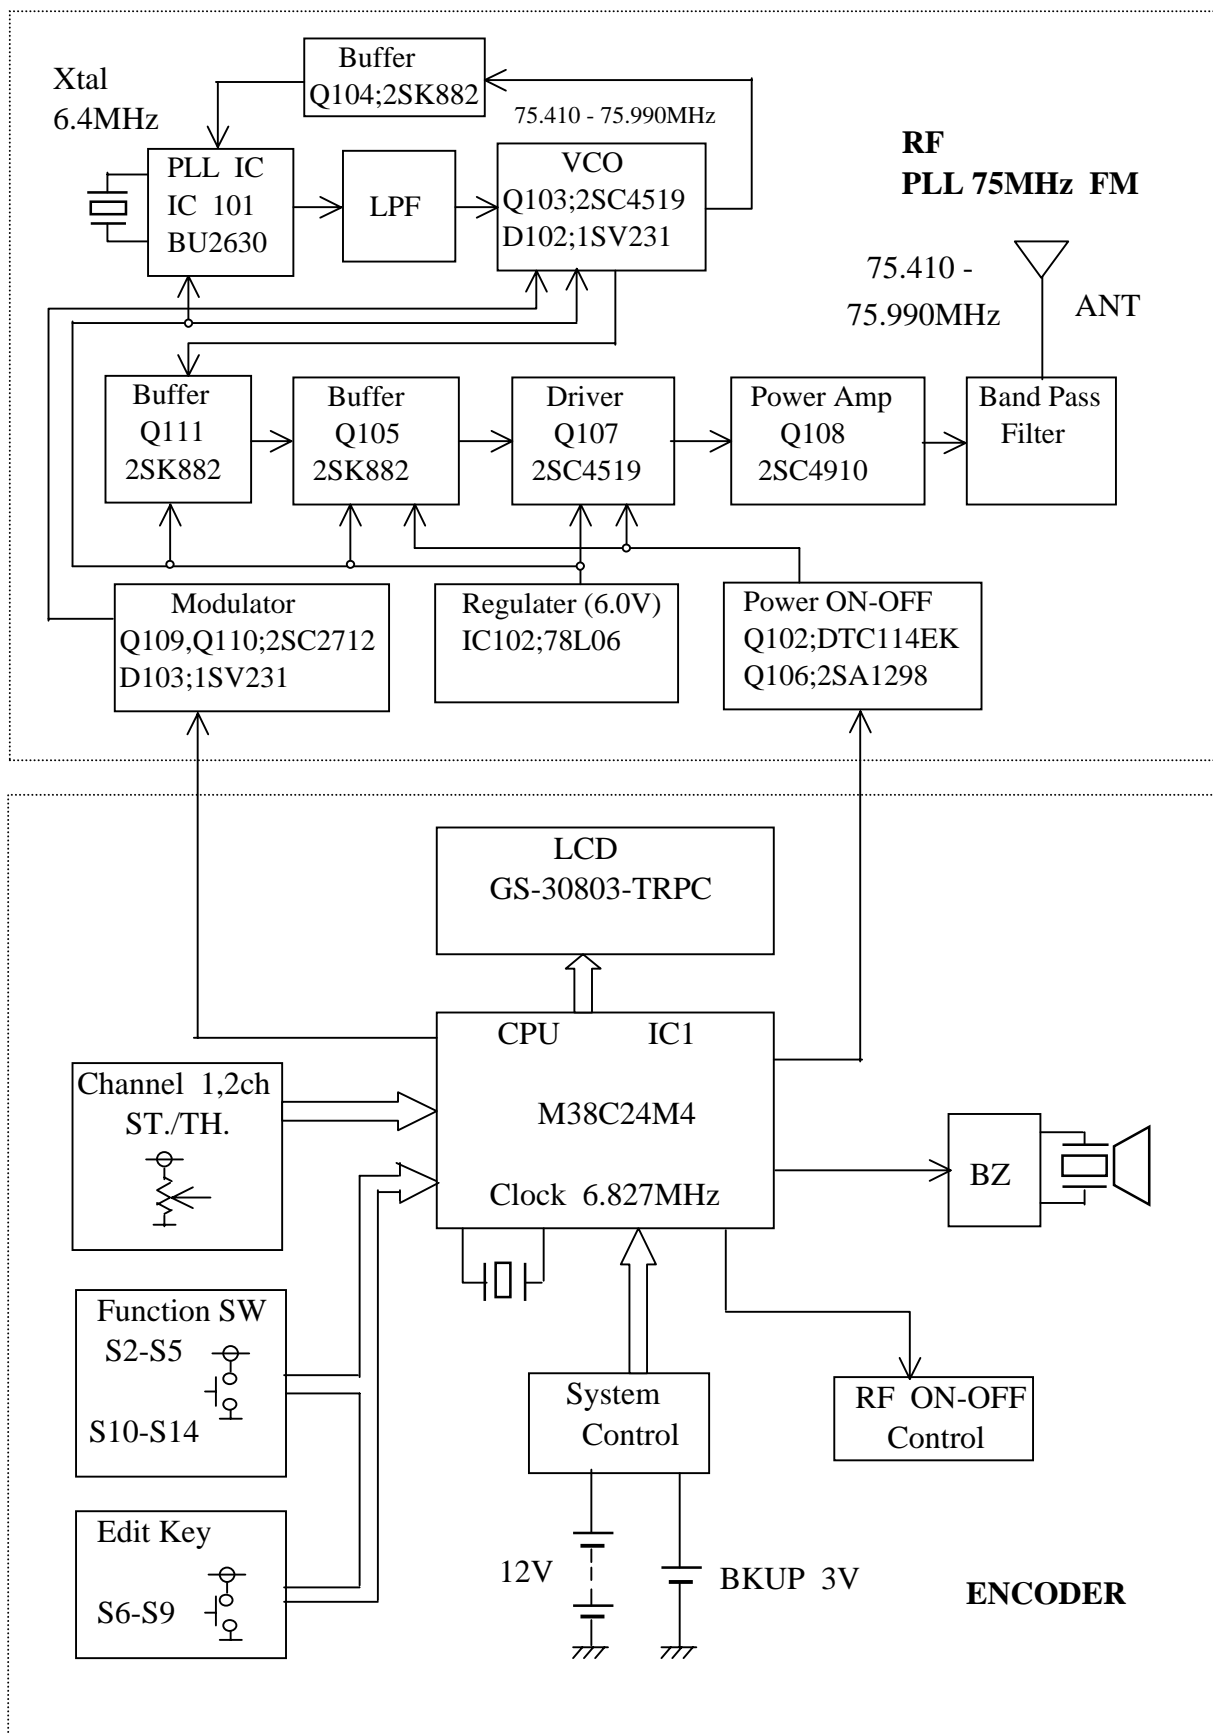 Buffer
Q104;2SK882
Xtal
6.4MHz
75.410 - 75.990MHz
RF
PLL 75MHz FM
PLL IC
IC 101
BU2630
LPF
VCO
Q103;2SC4519
D102;1SV231
75.410 -
75.990MHz
ANT
Buffer
Q111
2SK882
Buffer
Q105
2SK882
Driver
Q107
2SC4519
Power Amp
Q108
2SC4910
Band Pass
Filter
Modulator
Q109,Q110;2SC2712
D103;1SV231
Regulater (6.0V)
IC102;78L06
Power ON-OFF
Q102;DTC114EK
Q106;2SA1298
LCD
GS-30803-TRPC
CPU IC1
M38C24M4
Clock 6.827MHz
Channel 1,2ch
ST./TH.
BZ
Function SW
S2-S5
S10-S14
System
Control
RF ON-OFF
Control
Edit Key
S6-S9
12V
BKUP 3V
ENCODER